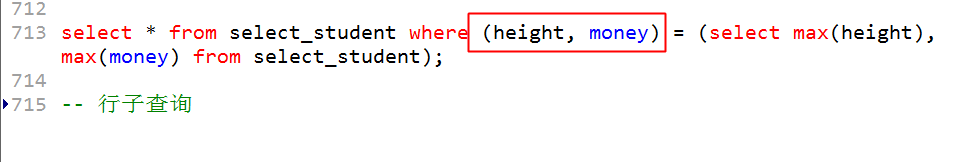 712
713 select * from select_student where (height, money) = (select max(height),
max(money) from select_student);
714
715 -- 行子查询